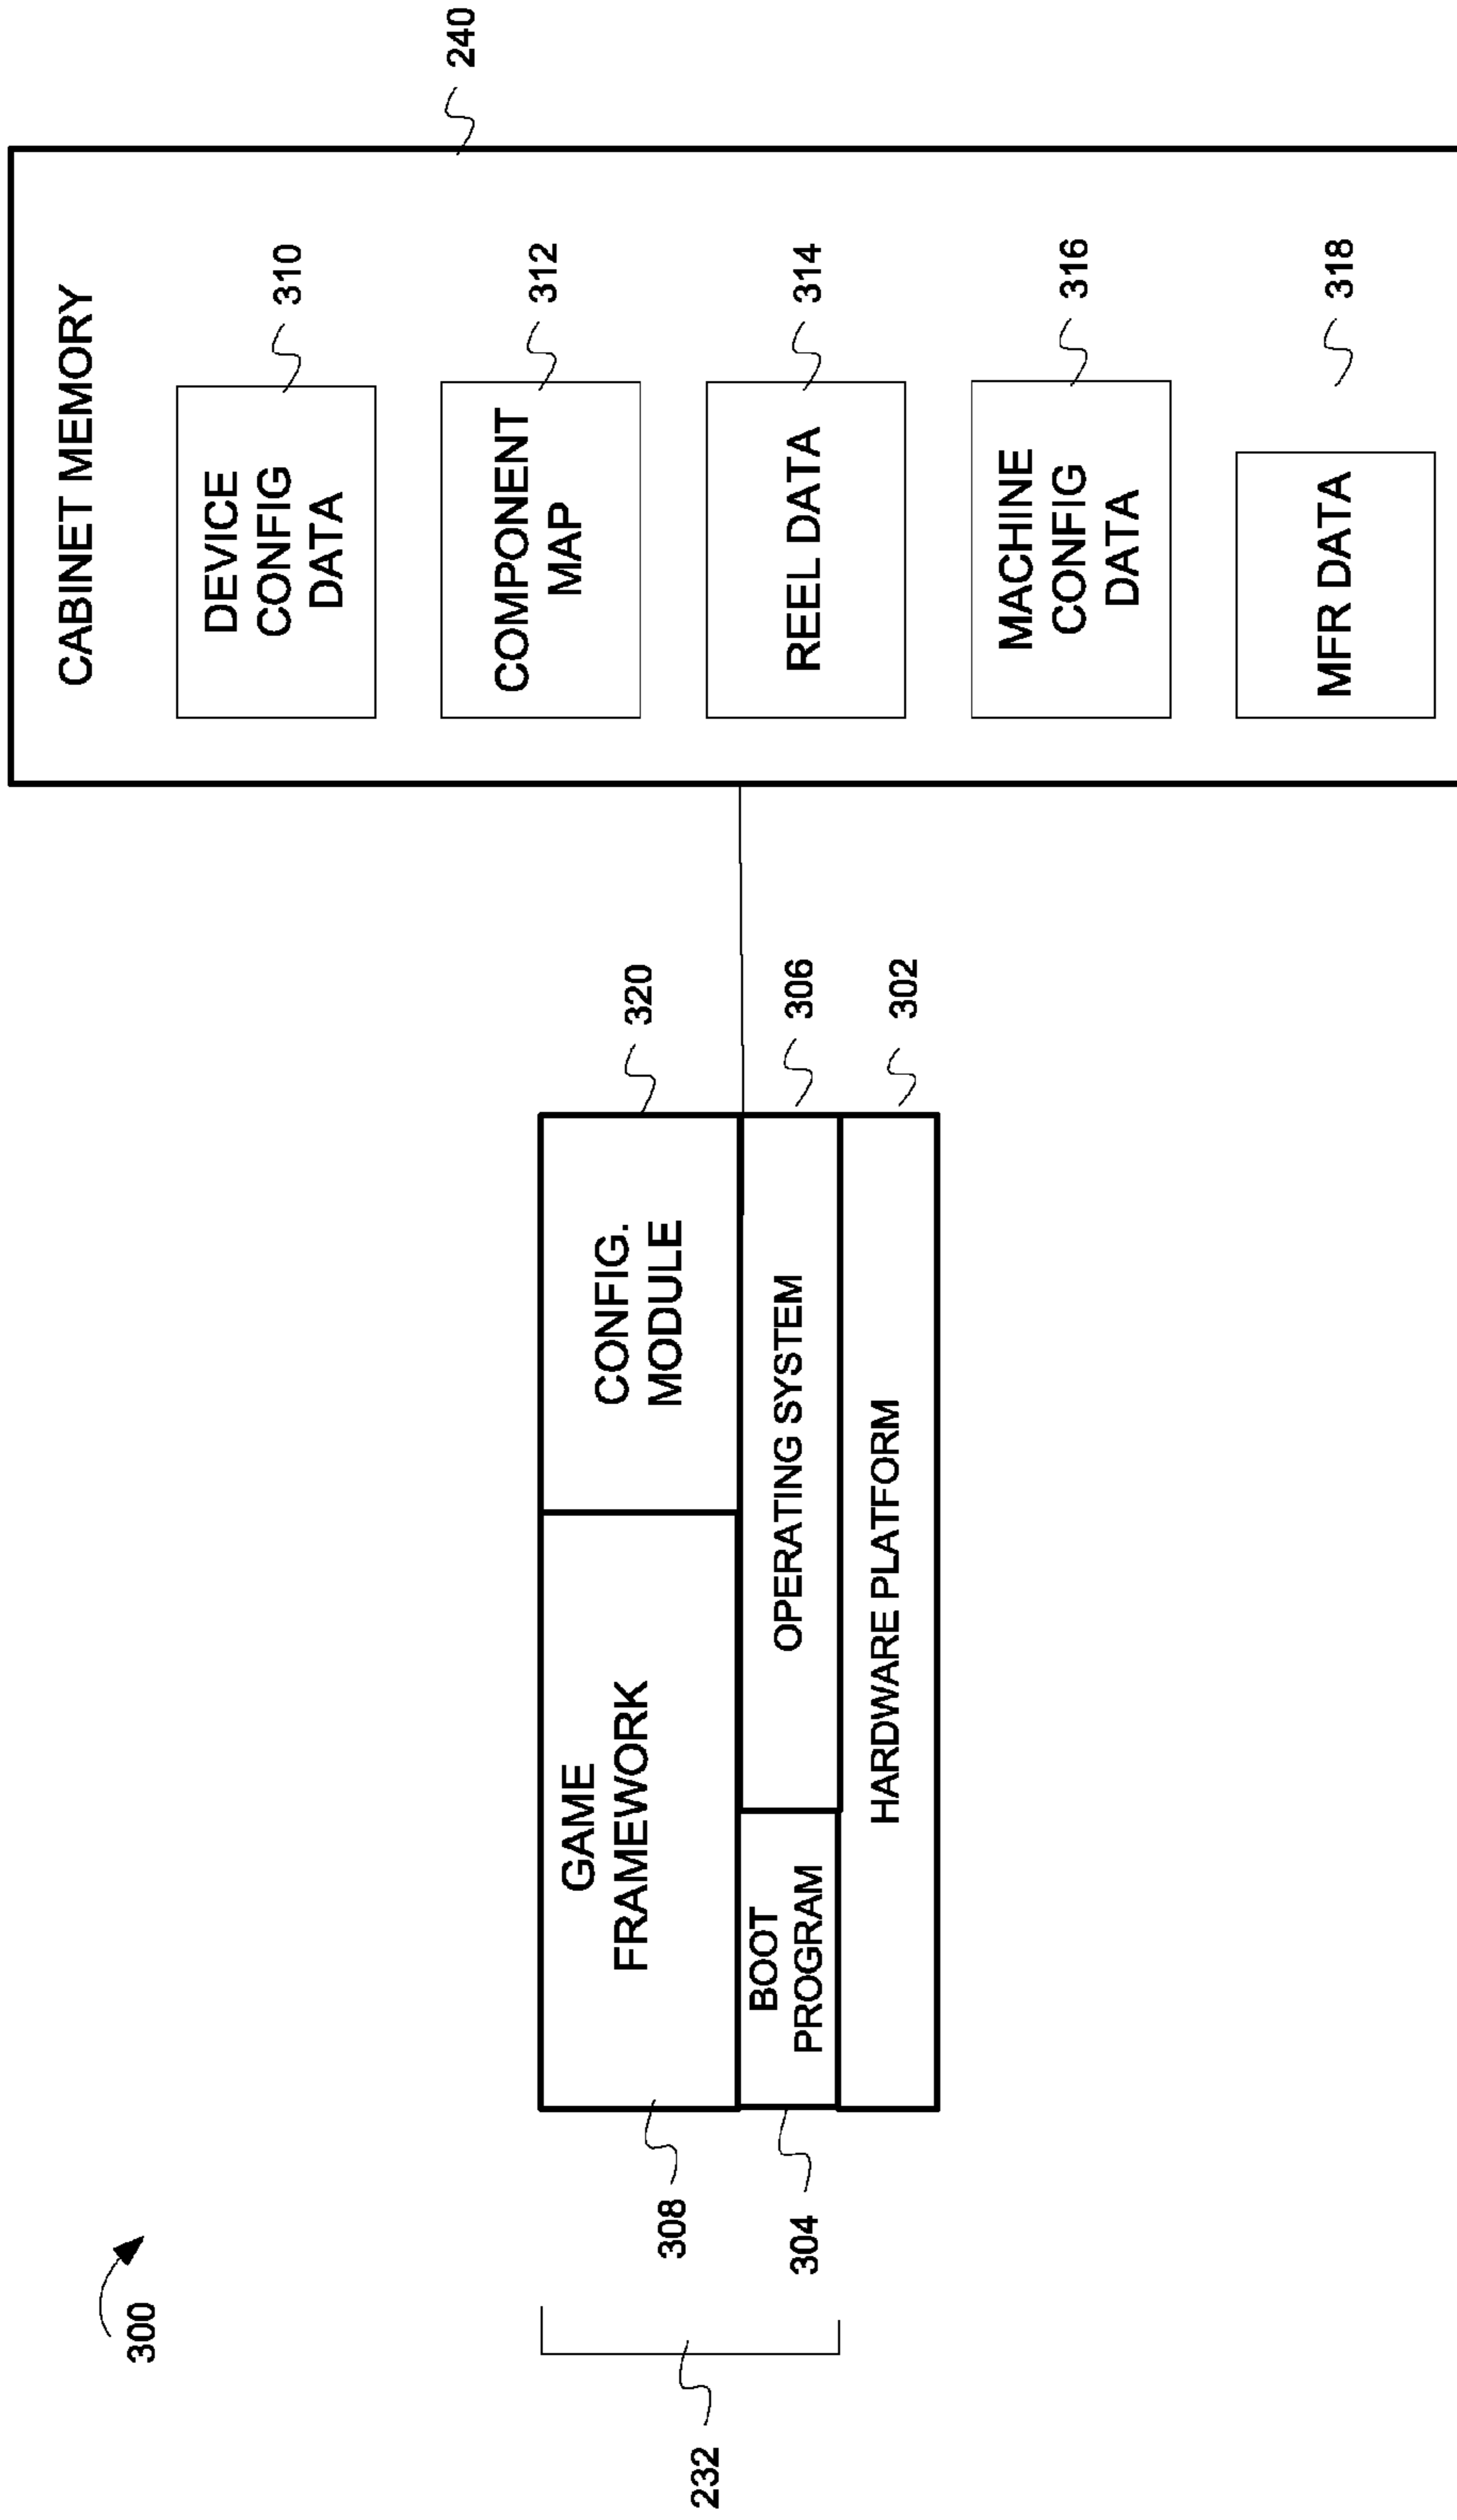 300
232
308
304
GAME
FRAMEWORK
CONFIG.
MODULE
320
BOOT
PROGRAM
OPERATING SYSTEM
306
HARDWARE PLATFORM
302
CABINET MEMORY
240
DEVICE
CONFIG
DATA
310
COMPONENT
MAP
312
REEL DATA
314
MACHINE
CONFIG
DATA
316
MFR DATA
318